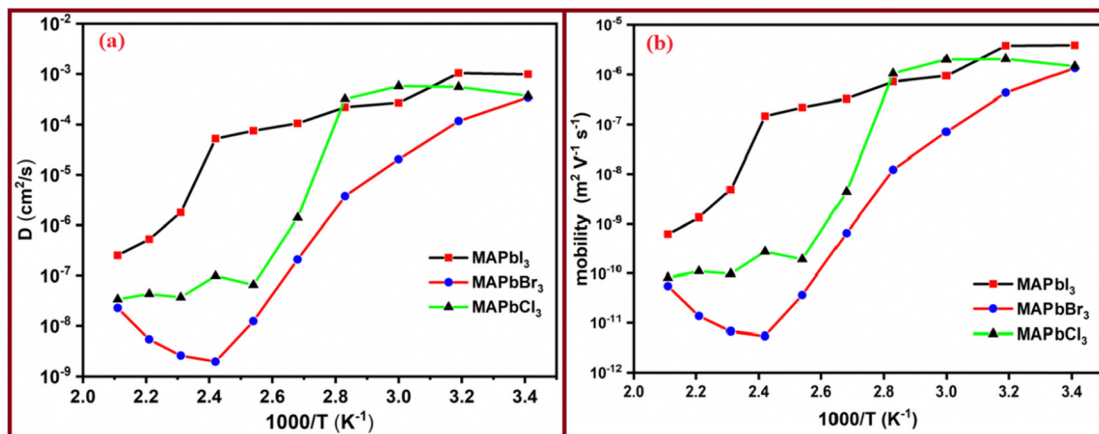 (a)
D (cm²/s)
10⁻²
10⁻³
10⁻⁴
10⁻⁵
10⁻⁶
10⁻⁷
10⁻⁸
10⁻⁹
MAPbI₃
MAPbBr₃
MAPbCl₃
2.0 2.2 2.4 2.6 2.8 3.0 3.2 3.4
1000/T (K⁻¹)
(b)
mobility (m² V⁻¹ s⁻¹)
10⁻⁵
10⁻⁶
10⁻⁷
10⁻⁸
10⁻⁹
10⁻¹⁰
10⁻¹¹
10⁻¹²
MAPbI₃
MAPbBr₃
MAPbCl₃
2.0 2.2 2.4 2.6 2.8 3.0 3.2 3.4
1000/T (K⁻¹)